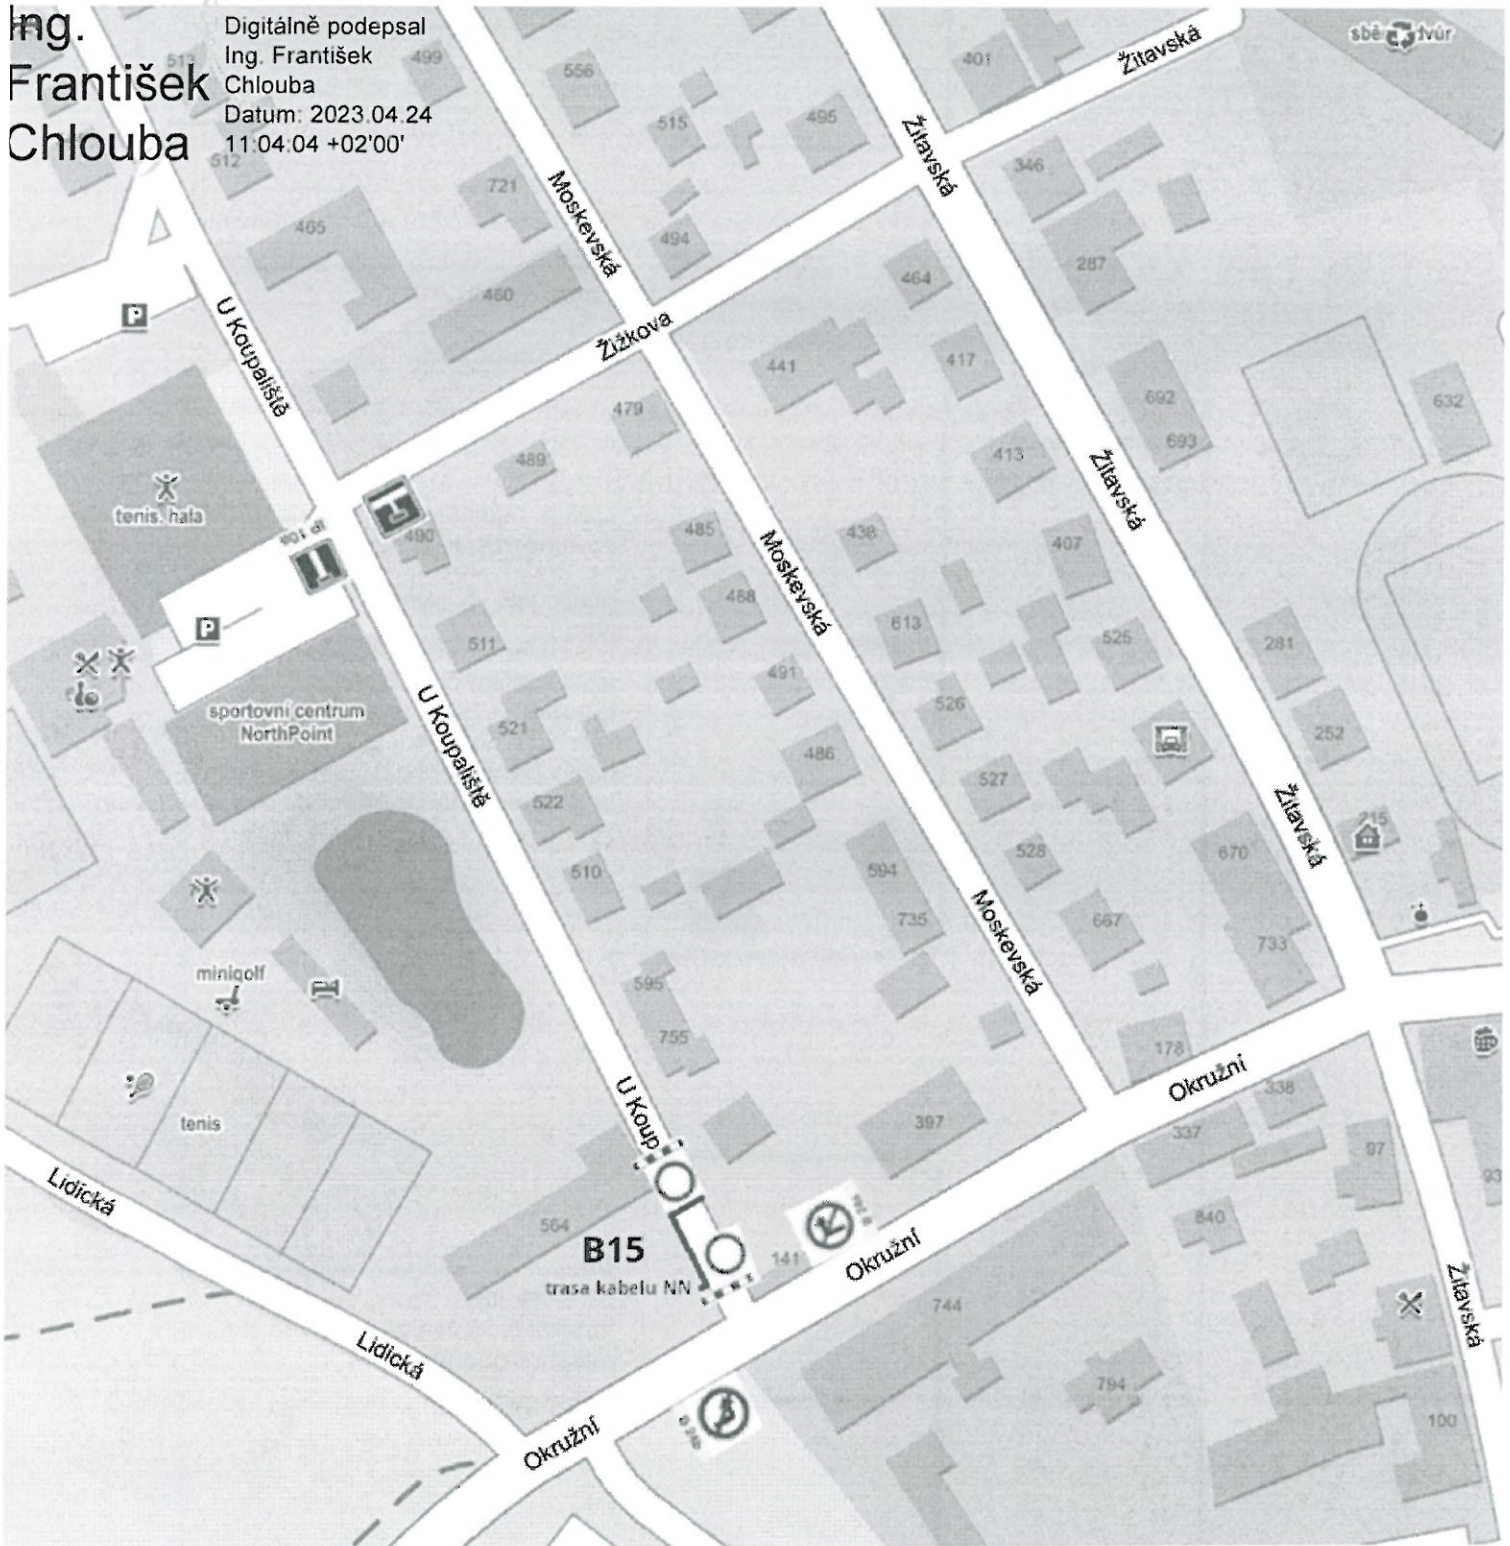 Ing.
František
Chlouba
Digitálně podepsal
Ing. František
Chlouba
Datum: 2023.04.24
11:04:04 +02'00'
499
556
515
495
401
Žitavská
512
721
494
465
460
346
287
464
Žitavská
Moskevská
Žižkova
U Koupaliště
P
441
417
692
693
632
479
489
413
tenis. hala
490
485
438
407
Žitavská
Moskevská
488
613
525
281
P
511
491
526
252
sportovní centrum
NorthPoint
521
486
527
U Koupaliště
522
528
670
215
Žitavská
510
594
735
667
733
Moskevská
minigolf
595
755
178
Okružní
338
tenis
U Koup
397
337
97
93
Lidická
564
B15
trasa kabelu NN
141
Okružní
840
744
Žitavská
Lidická
794
100
Okružní